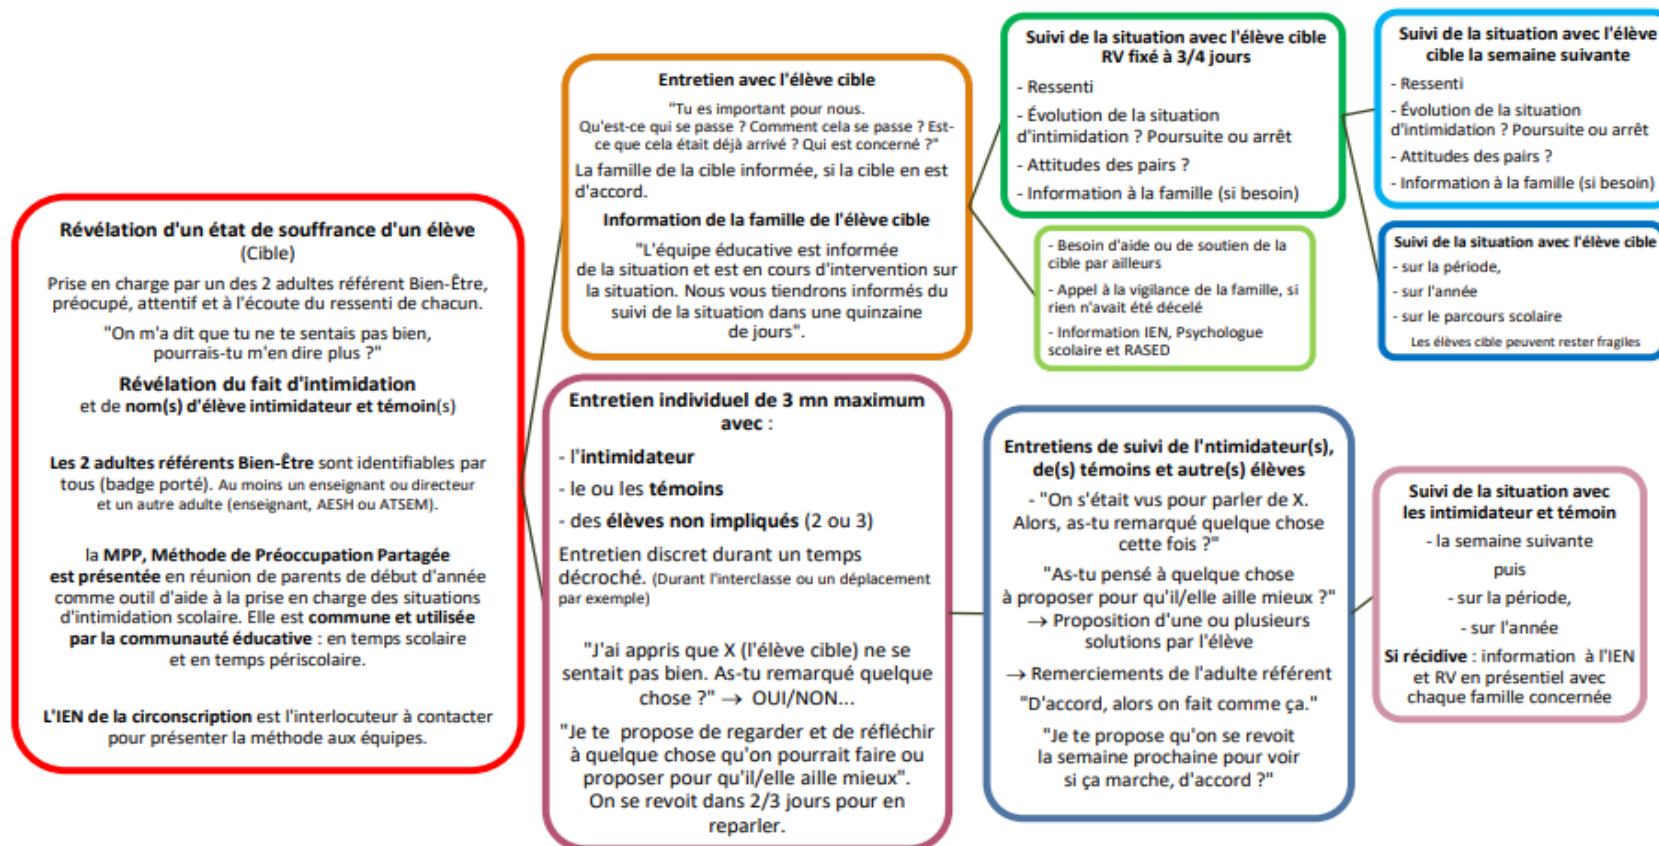 Révélation d'un état de souffrance d'un élève
(Cible)
Prise en charge par un des 2 adultes référent Bien-Être,
préocupé, attentif et à l'écoute du ressenti de chacun.
"On m'a dit que tu ne te sentais pas bien,
pourrais-tu m'en dire plus ?"
Révélation du fait d'intimidation
et de nom(s) d'élève intimidateur et témoin(s)
Les 2 adultes référents Bien-Être sont identifiables par
tous (badge porté). Au moins un enseignant ou directeur
et un autre adulte (enseignant, AESH ou ATSEM).
la MPP, Méthode de Préoccupation Partagée
est présentée en réunion de parents de début d'année
comme outil d'aide à la prise en charge des situations
d'intimidation scolaire. Elle est commune et utilisée
par la communauté éducative : en temps scolaire
et en temps périscolaire.
L'IEN de la circonscription est l'interlocuteur à contacter
pour présenter la méthode aux équipes.
Entretien avec l'élève cible
"Tu es important pour nous.
Qu'est-ce qui se passe ? Comment cela se passe ? Est-
ce que cela était déjà arrivé ? Qui est concerné ?"
La famille de la cible informée, si la cible en est
d'accord.
Information de la famille de l'élève cible
"L'équipe éducative est informée
de la situation et est en cours d'intervention sur
la situation. Nous vous tiendrons informés du
suivi de la situation dans une quinzaine
de jours".
Suivi de la situation avec l'élève cible
RV fixé à 3/4 jours
- Ressenti
- Évolution de la situation
d'intimidation ? Poursuite ou arrêt
- Attitudes des pairs ?
- Information à la famille (si besoin)
- Besoin d'aide ou de soutien de la
cible par ailleurs
- Appel à la vigilance de la famille, si
rien n'avait été décelé
- Information IEN, Psychologue
scolaire et RASED
Suivi de la situation avec l'élève
cible la semaine suivante
- Ressenti
- Évolution de la situation
d'intimidation ? Poursuite ou arrêt
- Attitudes des pairs ?
- Information à la famille (si besoin)
Suivi de la situation avec l'élève cible
- sur la période,
- sur l'année
- sur le parcours scolaire
Les élèves cible peuvent rester fragiles
Entretien individuel de 3 mn maximum
avec :
- l'intimidateur
- le ou les témoins
- des élèves non impliqués (2 ou 3)
Entretien discret durant un temps
décroché. (Durant l'interclasse ou un déplacement
par exemple)
"J'ai appris que X (l'élève cible) ne se
sentait pas bien. As-tu remarqué quelque
chose ?" → OUI/NON...
"Je te propose de regarder et de réfléchir
à quelque chose qu'on pourrait faire ou
proposer pour qu'il/elle aille mieux".
On se revoit dans 2/3 jours pour en
reparler.
Entretiens de suivi de l'ntimidateur(s),
de(s) témoins et autre(s) élèves
- "On s'était vus pour parler de X.
Alors, as-tu remarqué quelque chose
cette fois ?"
"As-tu pensé à quelque chose
à proposer pour qu'il/elle aille mieux ?"
→ Proposition d'une ou plusieurs
solutions par l'élève
→ Remerciements de l'adulte référent
"D'accord, alors on fait comme ça."
"Je te propose qu'on se revoit
la semaine prochaine pour voir
si ça marche, d'accord ?"
Suivi de la situation avec
les intimidateur et témoin
- la semaine suivante
puis
- sur la période,
- sur l'année
Si récidive : information à l'IEN
et RV en présentiel avec
chaque famille concernée